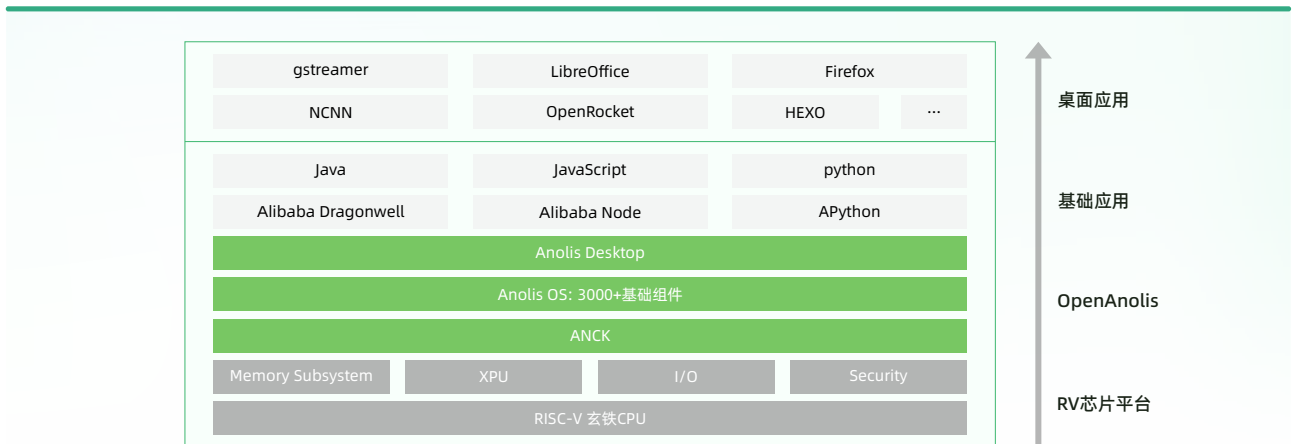 gstreamer LibreOffice Firefox
桌面应用
NCNN OpenRocket HEXO ...
Java JavaScript python
基础应用
Alibaba Dragonwell Alibaba Node APython
Anolis Desktop
Anolis OS: 3000+基础组件
OpenAnolis
ANCK
Memory Subsystem XPU I/O Security
RV芯片平台
RISC-V 玄铁CPU